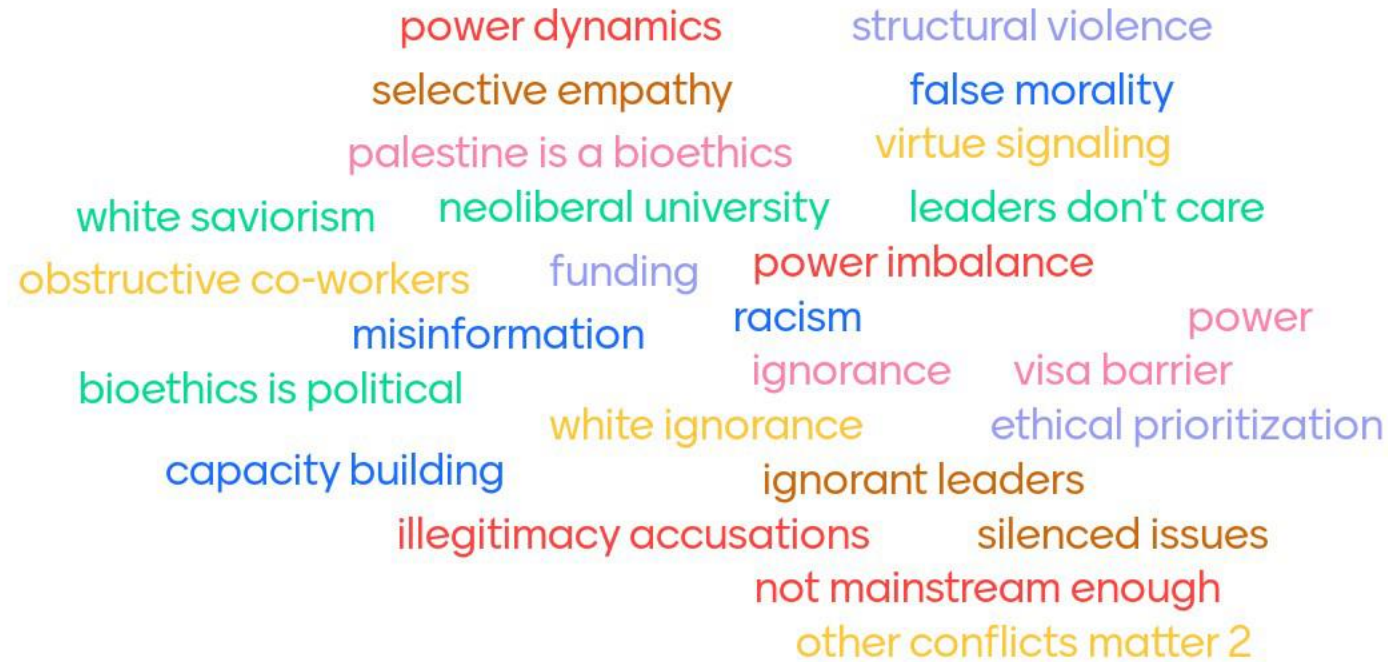 power dynamics
structural violence
selective empathy
false morality
palestine is a bioethics
virtue signaling
white saviorism
neoliberal university
leaders don't care
obstructive co-workers
funding
power imbalance
misinformation
racism
power
bioethics is political
ignorance
visa barrier
white ignorance
ethical prioritization
capacity building
ignorant leaders
illegitimacy accusations
silenced issues
not mainstream enough
other conflicts matter 2